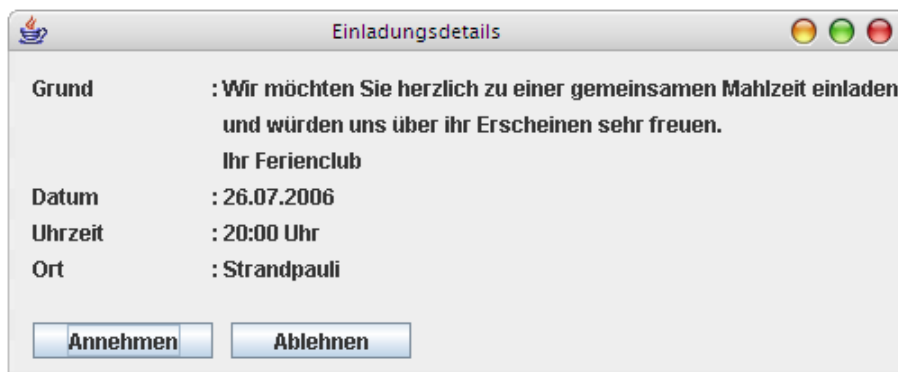 Einladungsdetails
Grund : Wir möchten Sie herzlich zu einer gemeinsamen Mahlzeit einladen
und würden uns über ihr Erscheinen sehr freuen.
Ihr Ferienclub
Datum : 26.07.2006
Uhrzeit : 20:00 Uhr
Ort : Strandpauli
Annehmen Ablehnen